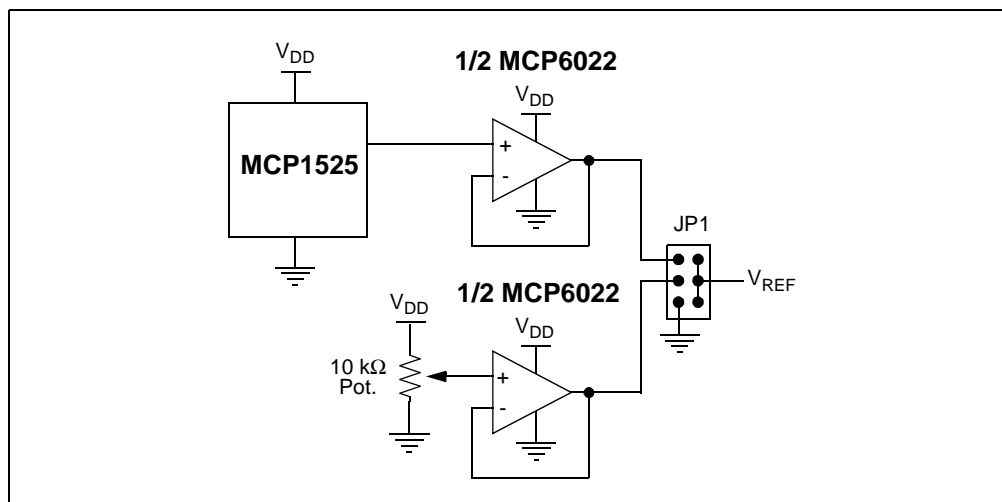 V_DD
1/2 MCP6022
V_DD
MCP1525
+
-
JP1
V_REF
1/2 MCP6022
V_DD
V_DD
10 kΩ
Pot.
+
-